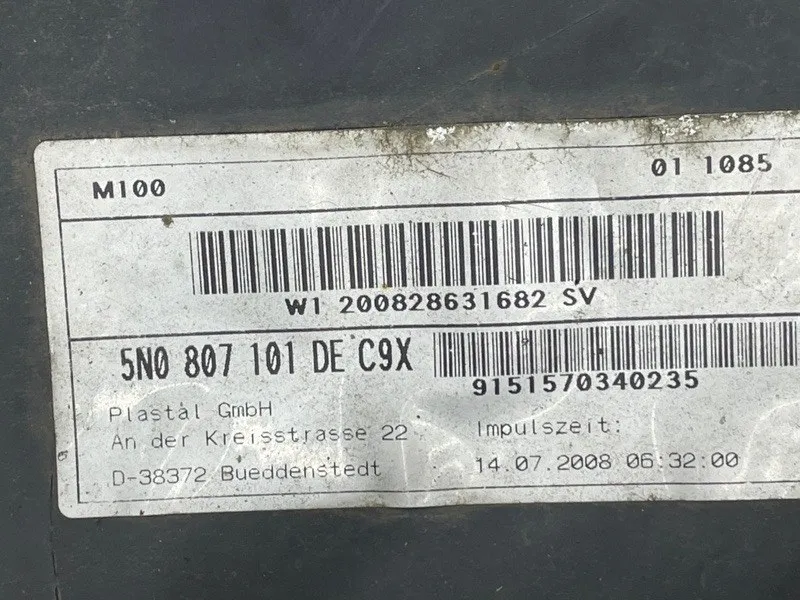 M100
01 1085
W1 200828631682 SV
5N0 807 101 DE C9X
9151570340235
Plastal GmbH
An der Kreisstrasse 22
D-38372 Bueddenstedt
Impulszeit:
14.07.2008 06:32:00